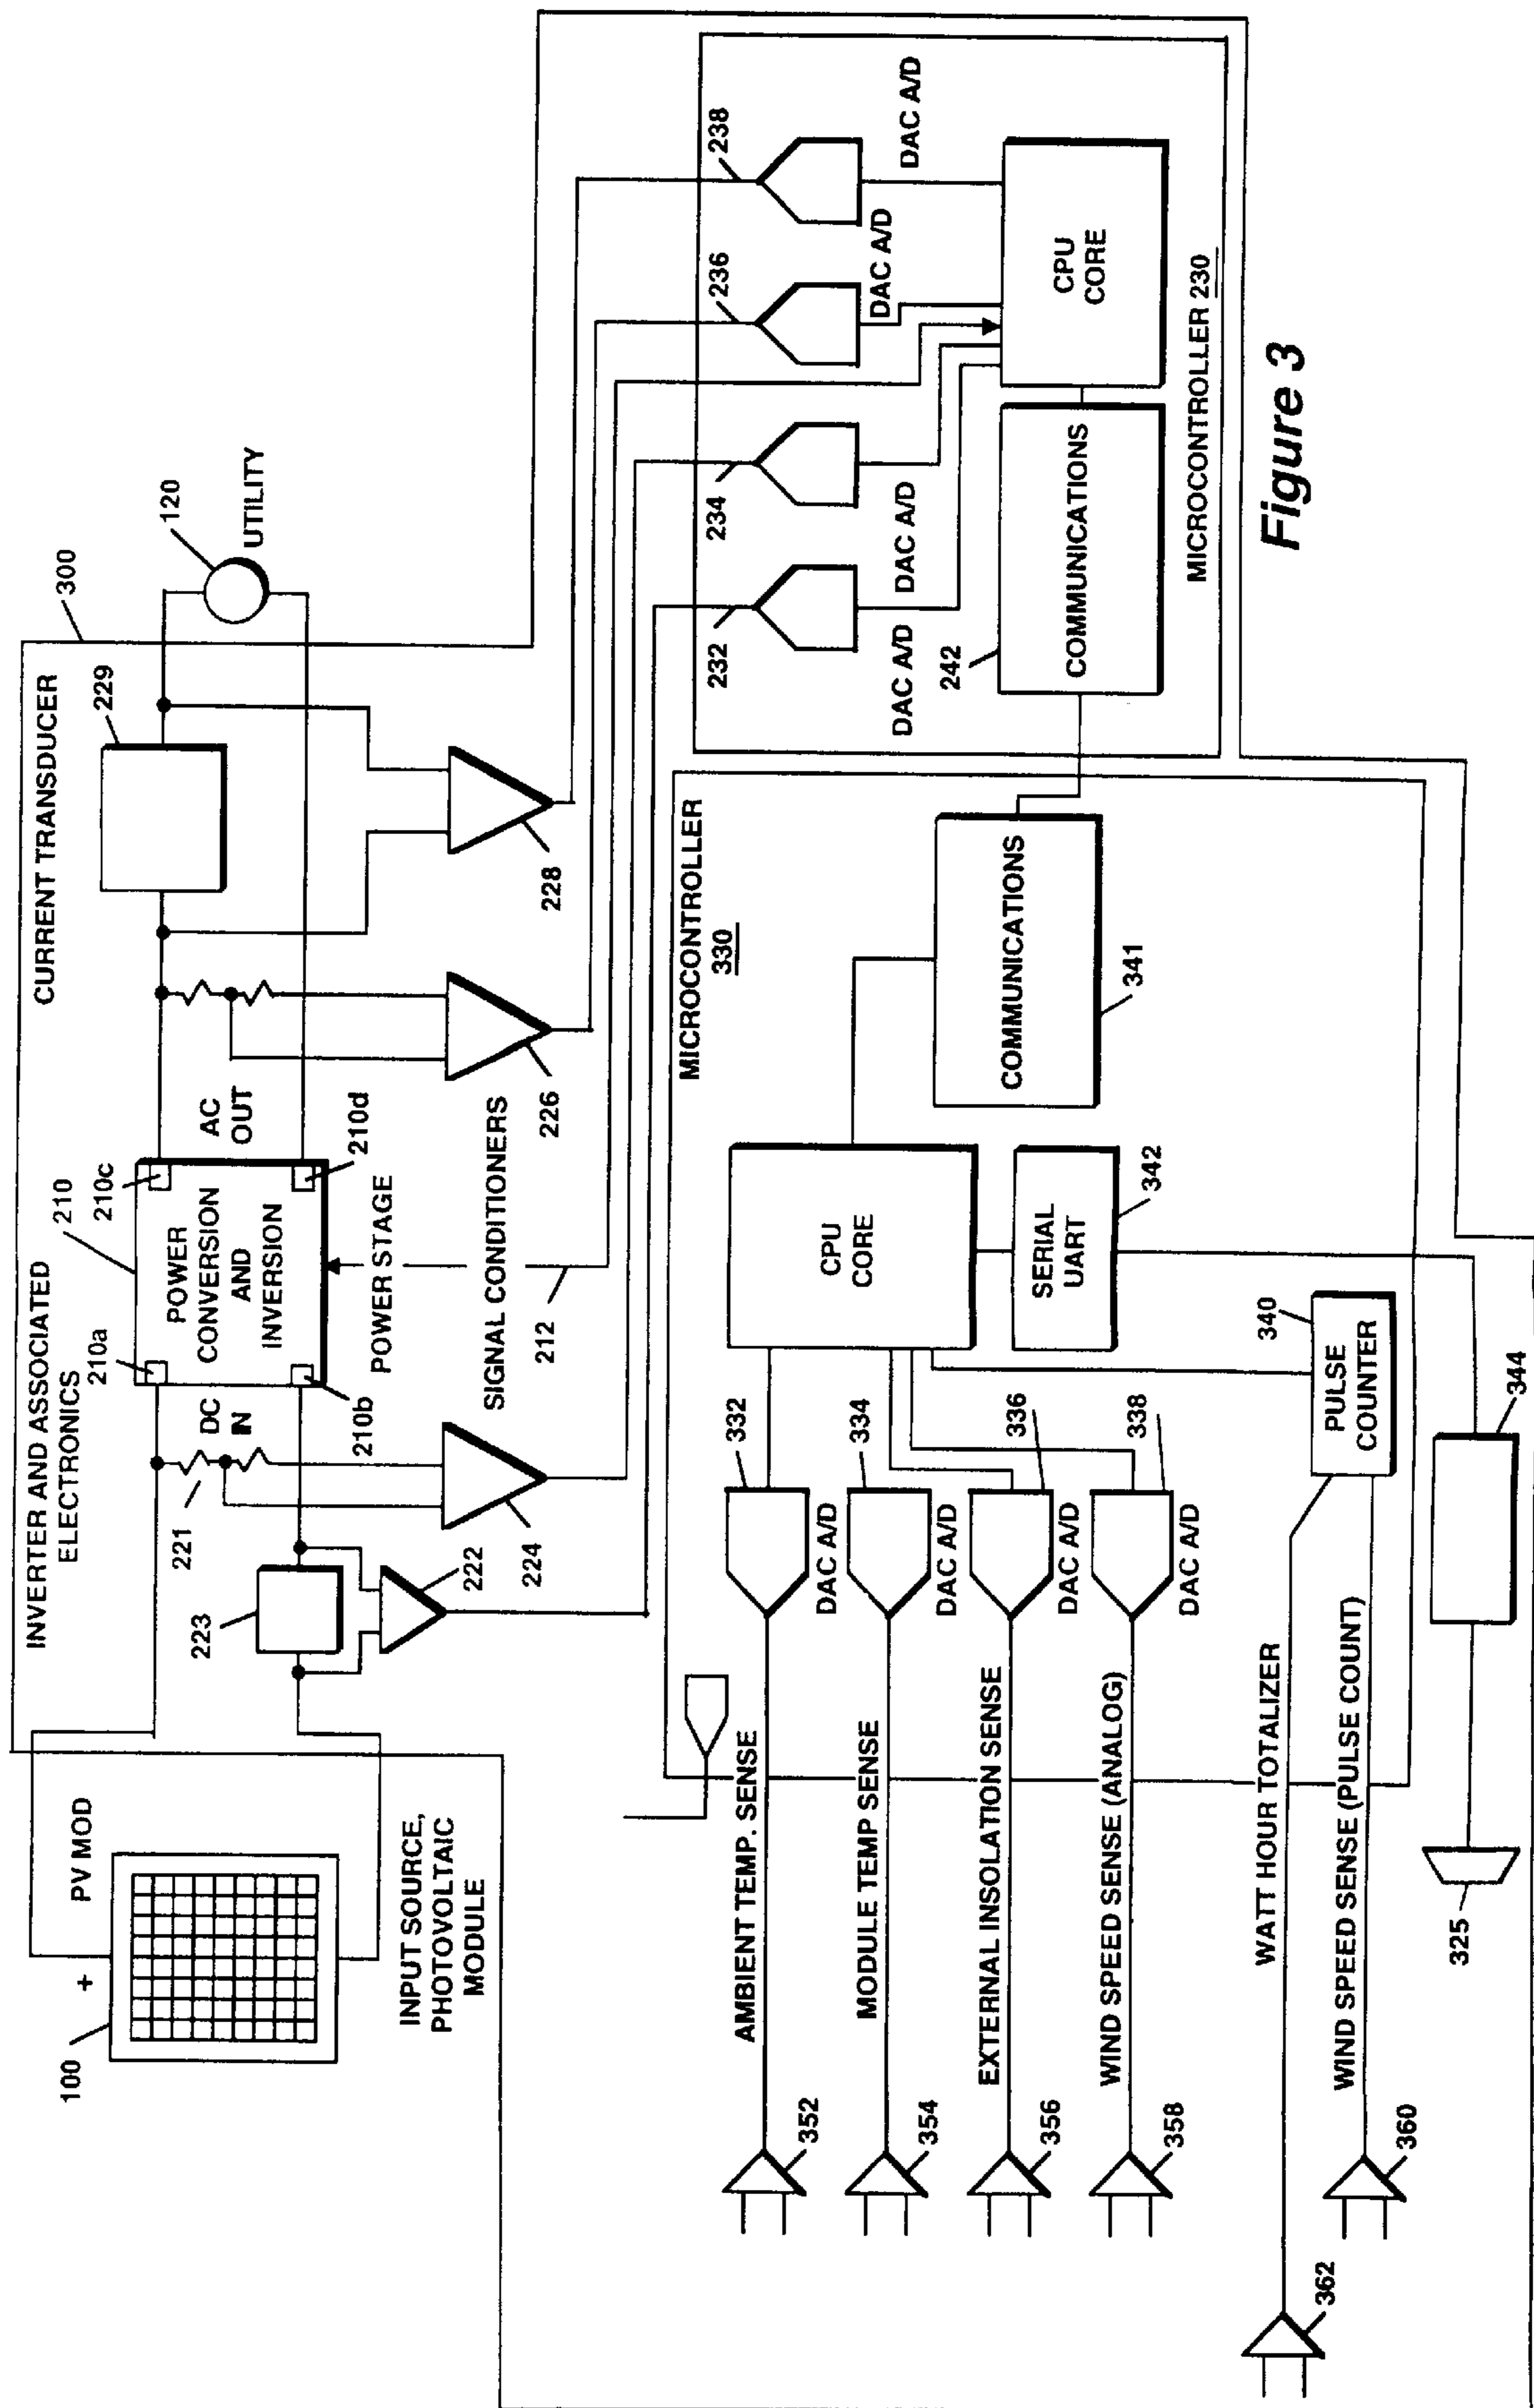 INVERTER AND ASSOCIATED
ELECTRONICS
CURRENT TRANSDUCER
300
229
120
UTILITY
PV MOD
100
+
INPUT SOURCE,
PHOTOVOLTAIC
MODULE
210
210a
210c
POWER
CONVERSION
AND
INVERSION
DC
IN
AC
OUT
210b
210d
221
223
222
224
POWER STAGE
SIGNAL CONDITIONERS
212
226
228
232
234
236
238
DAC A/D
DAC A/D
DAC A/D
DAC A/D
242
COMMUNICATIONS
CPU
CORE
MICROCONTROLLER 230
MICROCONTROLLER
330
AMBIENT TEMP. SENSE
352
DAC A/D
332
MODULE TEMP SENSE
354
DAC A/D
334
EXTERNAL INSOLATION SENSE
356
DAC A/D
336
WIND SPEED SENSE (ANALOG)
358
DAC A/D
338
CPU
CORE
SERIAL
UART
342
COMMUNICATIONS
341
WATT HOUR TOTALIZER
362
WIND SPEED SENSE (PULSE COUNT)
360
340
PULSE
COUNTER
344
325
Figure 3